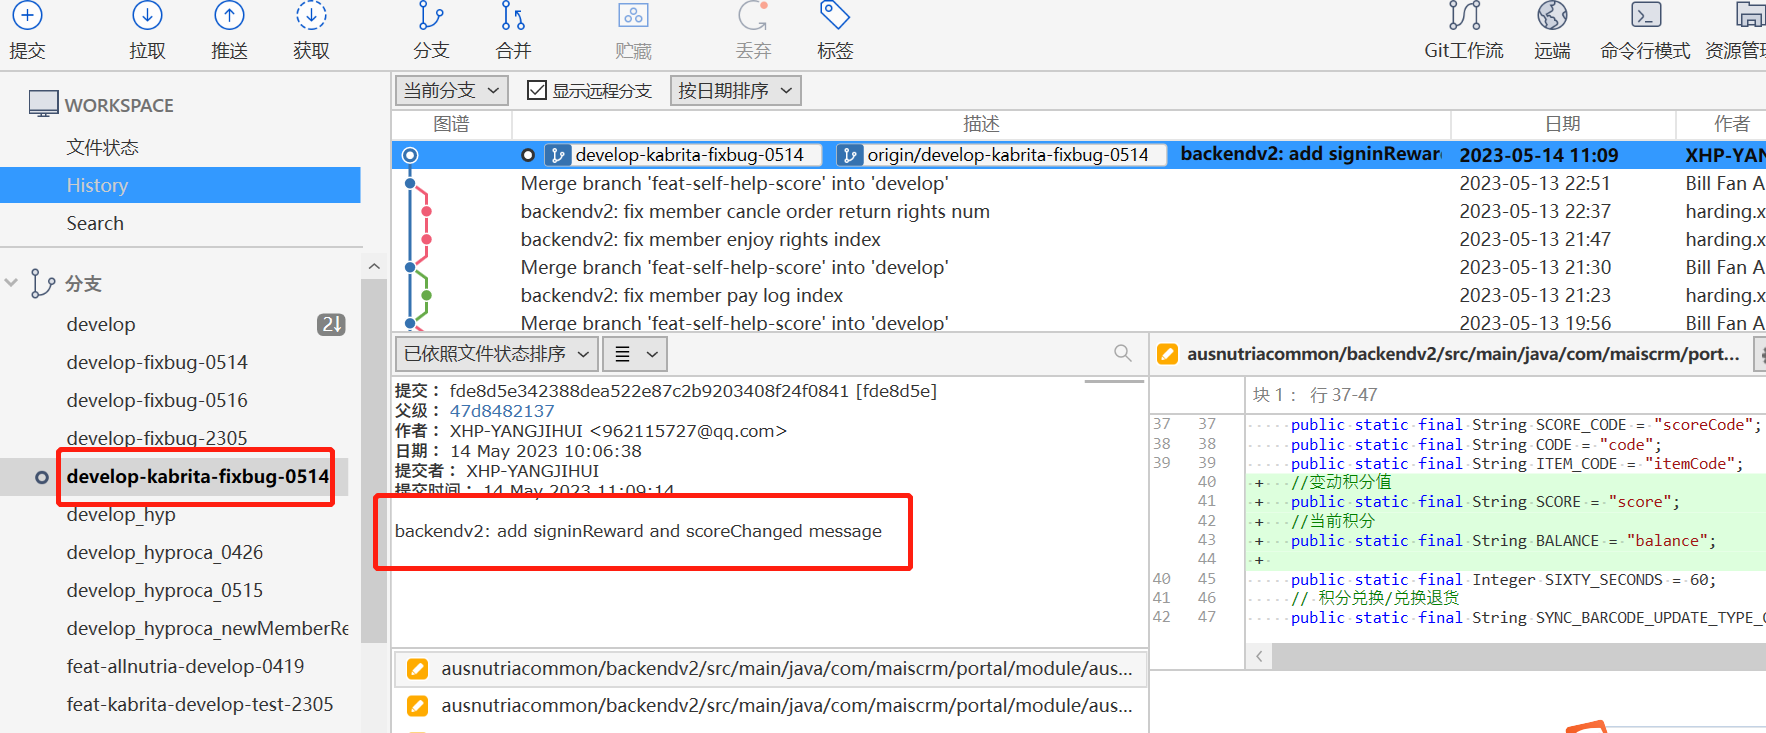 提交 拉取 推送 获取 分支 合并 贮藏 丢弃 标签 Git工作流 远端 命令行模式 资源管
WORKSPACE
文件状态
History
Search
分支
develop 2↓
develop-fixbug-0514
develop-fixbug-0516
develop-fixbug-2305
develop-kabrita-fixbug-0514
develop_hyp
develop_hyproca_0426
develop_hyproca_0515
develop_hyproca_newMemberRe
feat-allnutria-develop-0419
feat-kabrita-develop-test-2305
当前分支 显示远程分支 按日期排序
图谱 描述 日期 作者
develop-kabrita-fixbug-0514 origin/develop-kabrita-fixbug-0514 backendv2: add signinRewar 2023-05-14 11:09 XHP-YAN
Merge branch 'feat-self-help-score' into 'develop' 2023-05-13 22:51 Bill Fan A
backendv2: fix member cancle order return rights num 2023-05-13 22:37 harding.x
backendv2: fix member enjoy rights index 2023-05-13 21:47 harding.x
Merge branch 'feat-self-help-score' into 'develop' 2023-05-13 21:30 Bill Fan A
backendv2: fix member pay log index 2023-05-13 21:23 harding.x
Merge branch 'feat-self-help-score' into 'develop' 2023-05-13 19:56 Bill Fan A
已依照文件状态排序
提交： fde8d5e342388dea522e87c2b9203408f24f0841 [fde8d5e]
父级： 47d8482137
作者： XHP-YANGJIHUI <962115727@qq.com>
日期： 14 May 2023 10:06:38
提交者： XHP-YANGJIHUI
提交时间： 14 May 2023 11:09:14
backendv2: add signinReward and scoreChanged message
ausnutriacommon/backendv2/src/main/java/com/maiscrm/portal/module/aus...
ausnutriacommon/backendv2/src/main/java/com/maiscrm/portal/module/aus...
ausnutriacommon/backendv2/src/main/java/com/maiscrm/port...
块 1： 行 37-47
37 37 public static final String SCORE_CODE = "scoreCode";
38 38 public static final String CODE = "code";
39 39 public static final String ITEM_CODE = "itemCode";
40 + //变动积分值
41 + public static final String SCORE = "score";
42 + //当前积分
43 + public static final String BALANCE = "balance";
44 +
40 45 public static final Integer SIXTY_SECONDS = 60;
41 46 // 积分兑换/兑换退货
42 47 public static final String SYNC_BARCODE_UPDATE_TYPE_